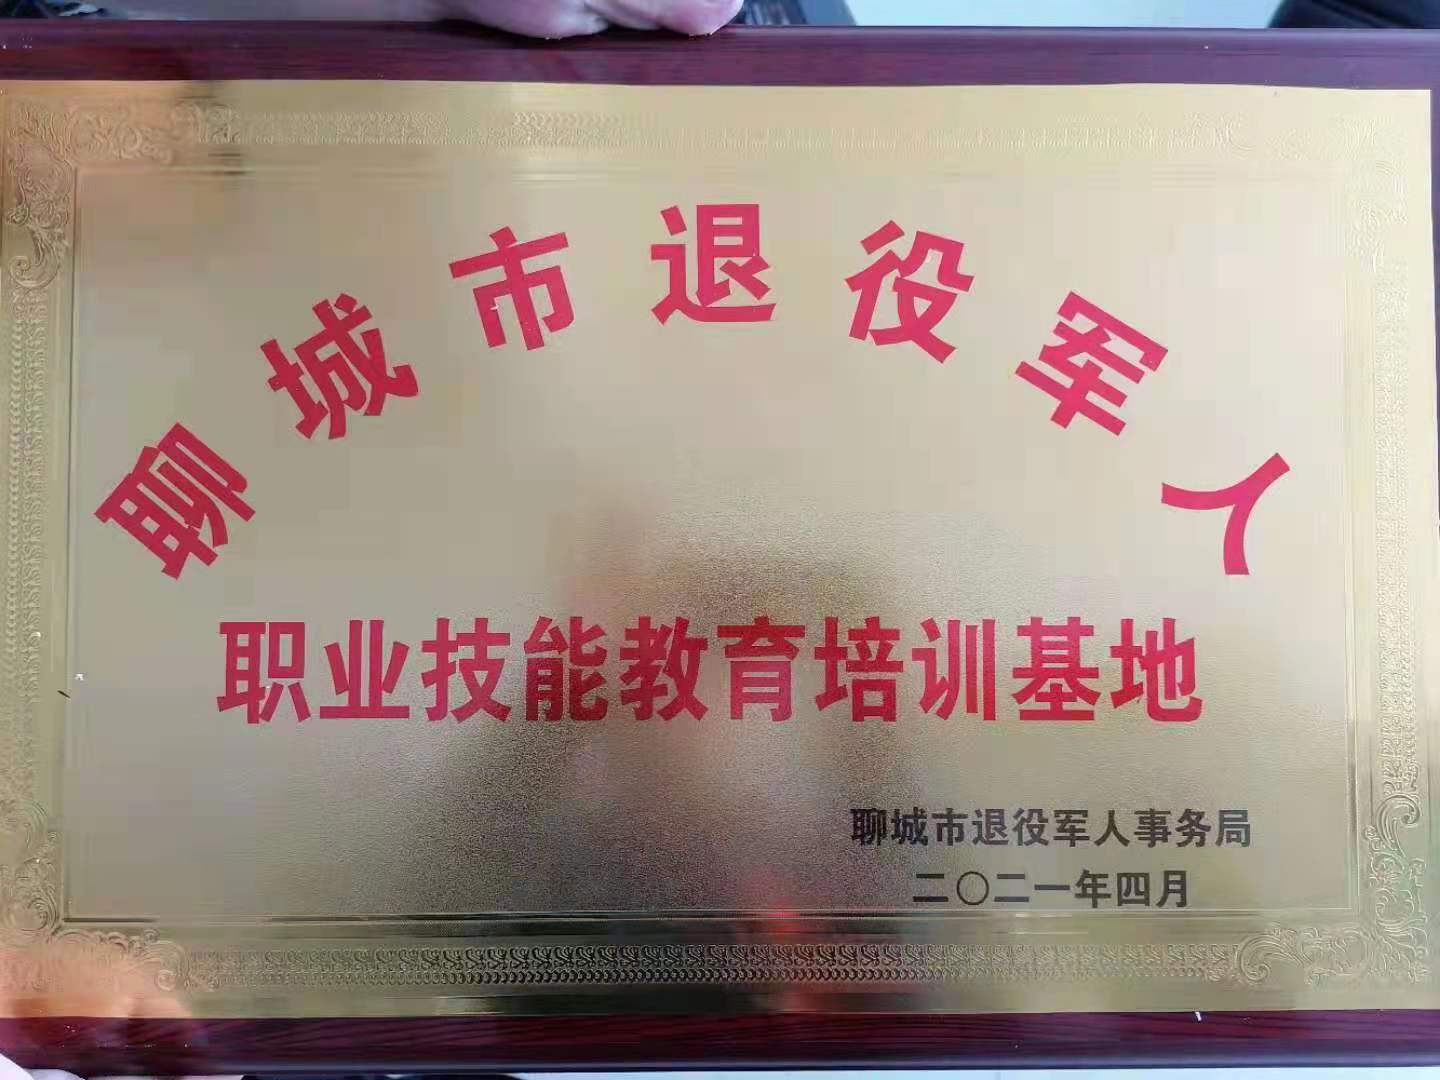 聊城市退役军人
职业技能教育培训基地
聊城市退役军人事务局
二〇二一年四月